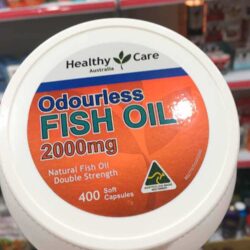 Healthy Care
Australia
Odourless
FISH OIL
2000mg
Natural Fish Oil
Double Strength
400 Soft
Capsules